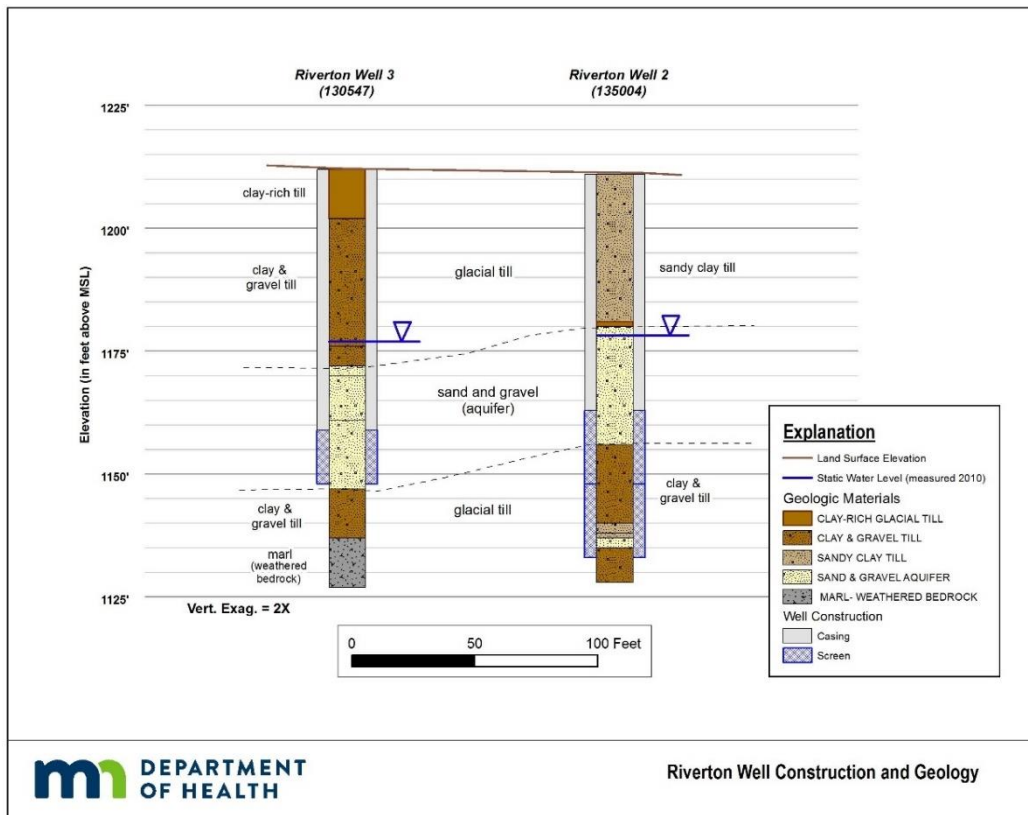 Riverton Well 3
(130547)
Riverton Well 2
(135004)
1225'
1200'
1175'
1150'
1125'
Elevation (in feet above MSL)
clay-rich till
clay &
gravel till
glacial till
sandy clay till
sand and gravel
(aquifer)
clay &
gravel till
glacial till
clay &
gravel till
marl
(weathered
bedrock)
Vert. Exag. = 2X
0
50
100 Feet
Explanation
Land Surface Elevation
Static Water Level (measured 2010)
Geologic Materials
CLAY-RICH GLACIAL TILL
CLAY & GRAVEL TILL
SANDY CLAY TILL
SAND & GRAVEL AQUIFER
MARL- WEATHERED BEDROCK
Well Construction
Casing
Screen
DEPARTMENT
OF HEALTH
Riverton Well Construction and Geology